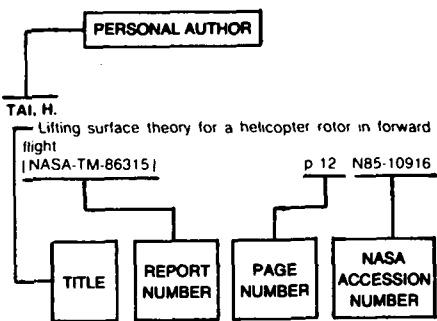 PERSONAL AUTHOR
TAI, H.
Lifting surface theory for a helicopter rotor in forward
flight
[NASA-TM-86315] p 12 N85-10916
TITLE
REPORT
NUMBER
PAGE
NUMBER
NASA
ACCESSION
NUMBER